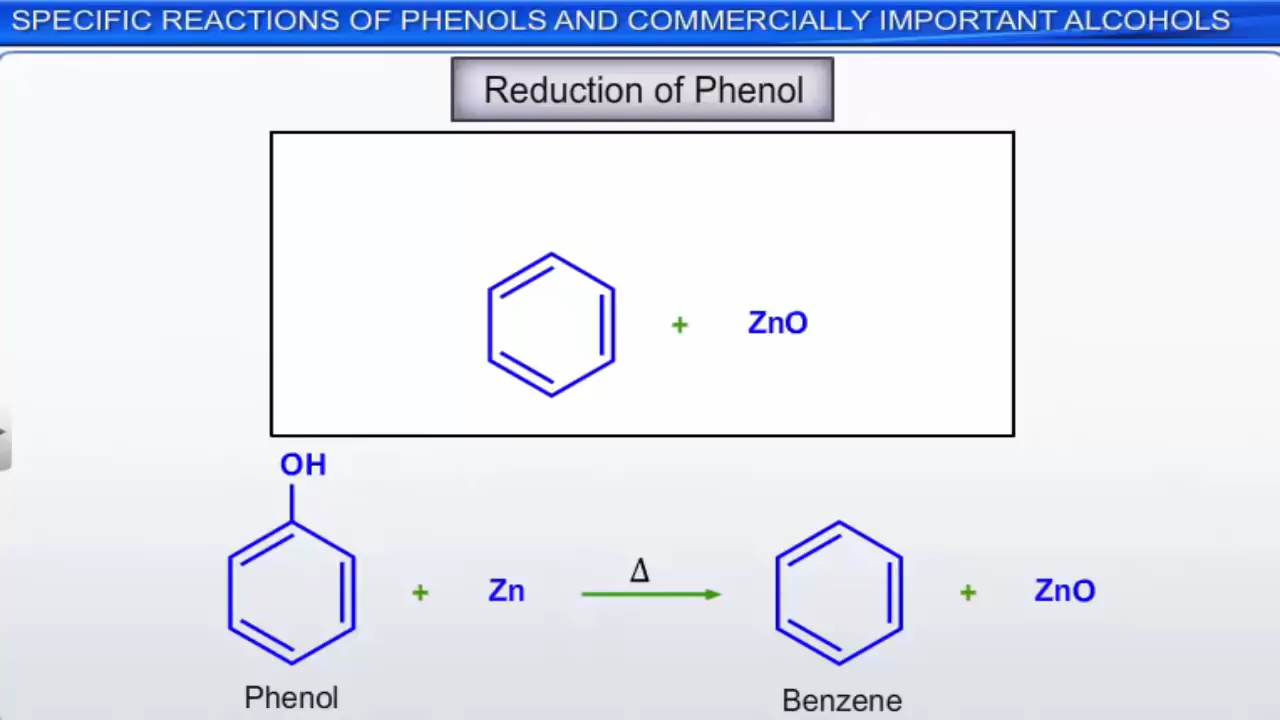 SPECIFIC REACTIONS OF PHENOLS AND COMMERCIALLY IMPORTANT ALCOHOLS
Reduction of Phenol
+ ZnO
OH
+ Zn Δ + ZnO
Phenol Benzene